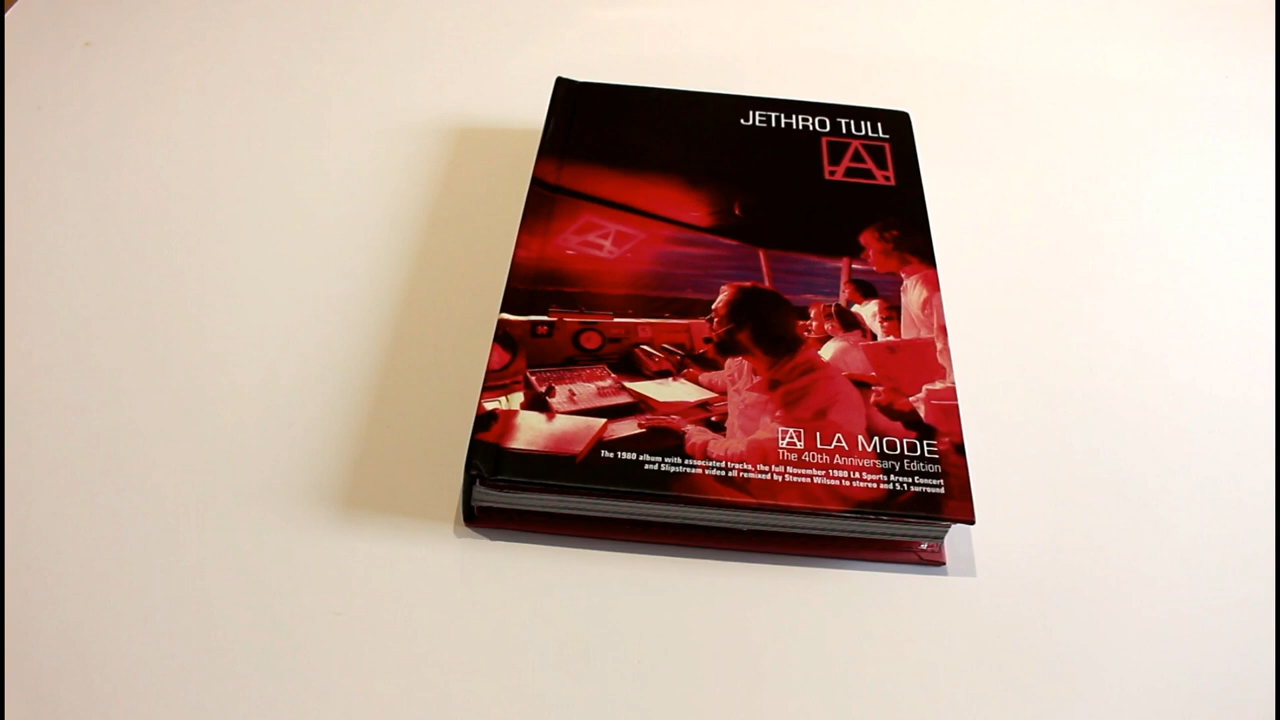 JETHRO TULL
A
A
A LA MODE
The 40th Anniversary Edition
The 1980 album with associated tracks, the full November 1980 LA Sports Arena Concert
and Slipstream video all remixed by Steven Wilson to stereo and 5.1 surround